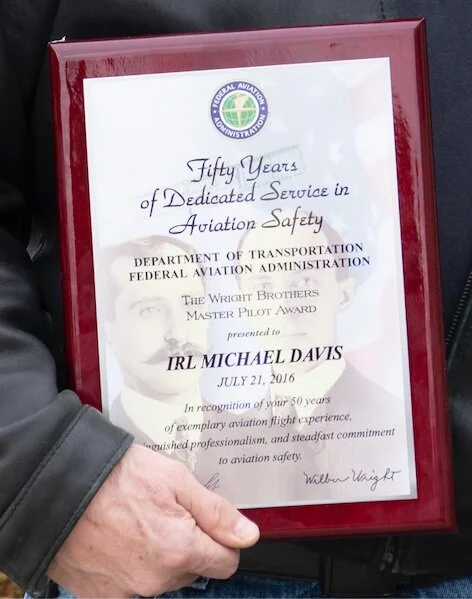 FEDERAL AVIATION
ADMINISTRATION
Fifty Years
of Dedicated Service in
Aviation Safety
DEPARTMENT OF TRANSPORTATION
FEDERAL AVIATION ADMINISTRATION
THE WRIGHT BROTHERS
MASTER PILOT AWARD
presented to
IRL MICHAEL DAVIS
JULY 21, 2016
In recognition of your 50 years
of exemplary aviation flight experience,
professionalism, and steadfast commitment
to aviation safety.
Wilbur Wright